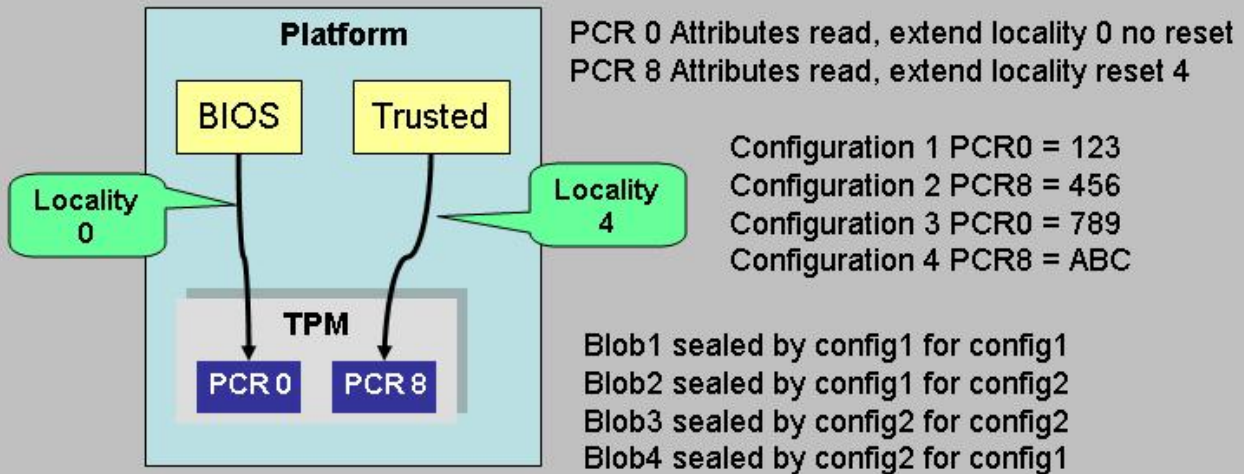 Platform
BIOS
Trusted
Locality
0
Locality
4
TPM
PCR 0
PCR 8
PCR 0 Attributes read, extend locality 0 no reset
PCR 8 Attributes read, extend locality reset 4
Configuration 1 PCR0 = 123
Configuration 2 PCR8 = 456
Configuration 3 PCR0 = 789
Configuration 4 PCR8 = ABC
Blob1 sealed by config1 for config1
Blob2 sealed by config1 for config2
Blob3 sealed by config2 for config2
Blob4 sealed by config2 for config1